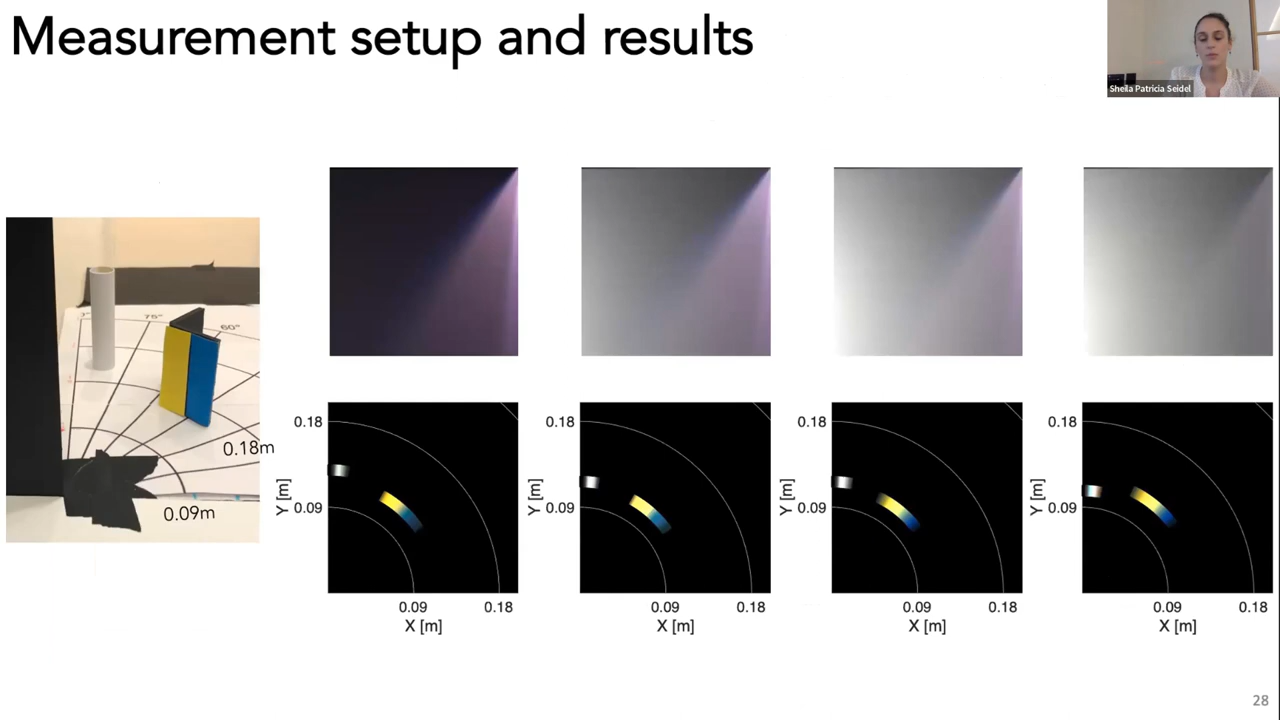 Measurement setup and results
Sheila Patricia Seidel
75°
60°
0.18m
0.09m
0.18
0.09
Y [m]
0.09
0.18
X [m]
0.18
0.09
Y [m]
0.09
0.18
X [m]
0.18
0.09
Y [m]
0.09
0.18
X [m]
0.18
0.09
Y [m]
0.09
0.18
X [m]
28